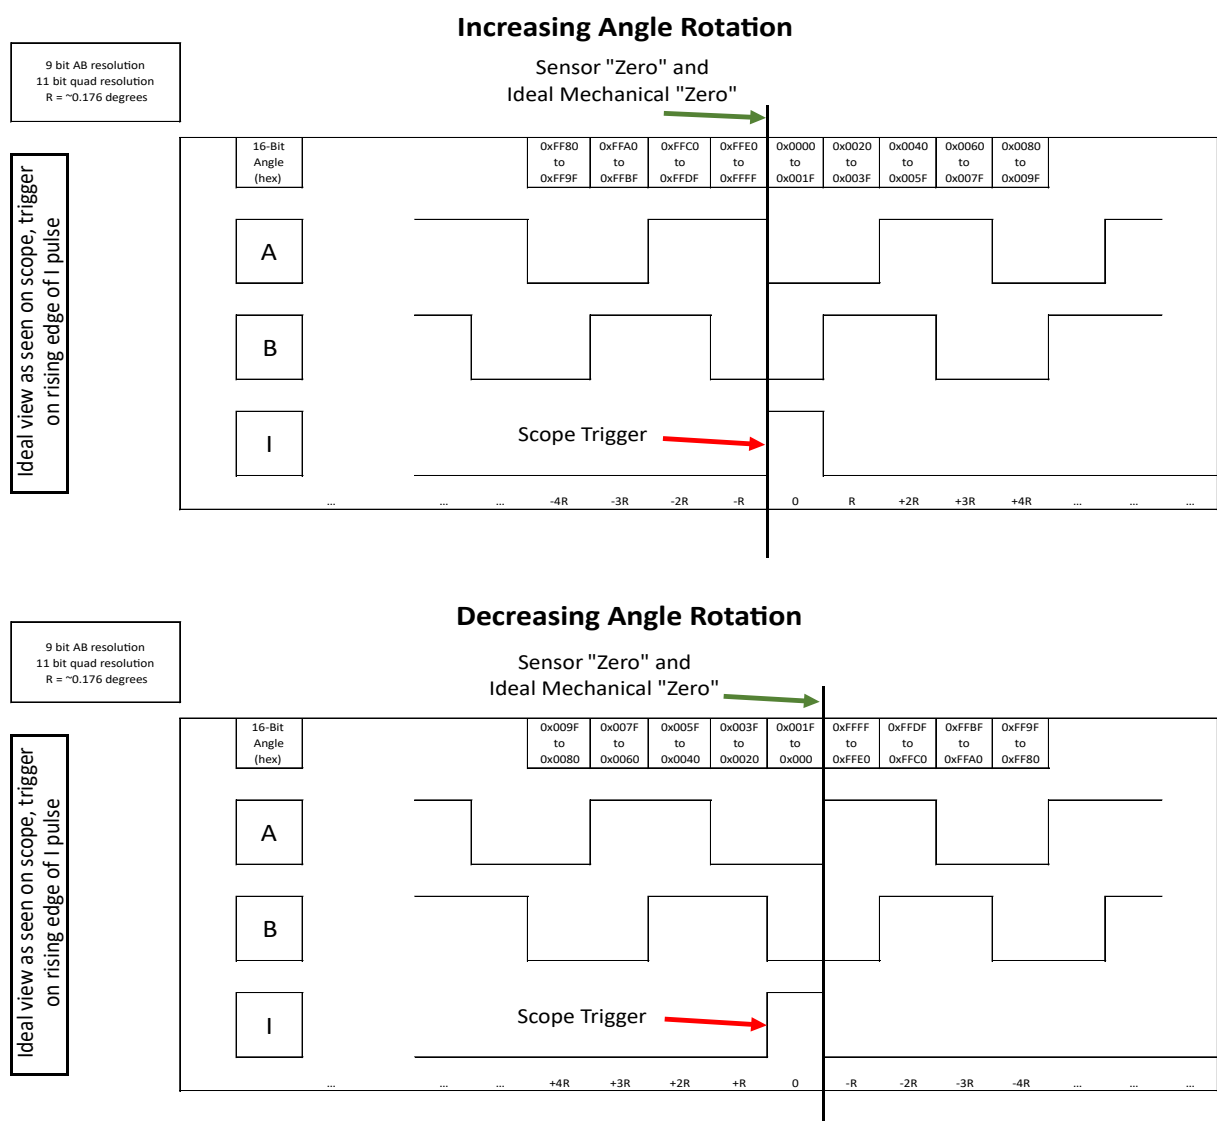 Increasing Angle Rotation
9 bit AB resolution
11 bit quad resolution
R = ~0.176 degrees
Sensor "Zero" and
Ideal Mechanical "Zero"
Ideal view as seen on scope, trigger
on rising edge of I pulse
16-Bit
Angle
(hex)
0xFF80 0xFFA0 0xFFC0 0xFFE0 0x0000 0x0020 0x0040 0x0060 0x0080
to to to to to to to to to
0xFF9F 0xFFBF 0xFFDF 0xFFFF 0x001F 0x003F 0x005F 0x007F 0x009F
A
B
I
Scope Trigger
... ... ... -4R -3R -2R -R 0 R +2R +3R +4R ... ... ...
Decreasing Angle Rotation
9 bit AB resolution
11 bit quad resolution
R = ~0.176 degrees
Sensor "Zero" and
Ideal Mechanical "Zero"
Ideal view as seen on scope, trigger
on rising edge of I pulse
16-Bit
Angle
(hex)
0x009F 0x007F 0x005F 0x003F 0x001F 0xFFFF 0xFFDF 0xFFBF 0xFF9F
to to to to to to to to to
0x0080 0x0060 0x0040 0x0020 0x000 0xFFE0 0xFFC0 0xFFA0 0xFF80
A
B
I
Scope Trigger
... ... ... +4R +3R +2R +R 0 -R -2R -3R -4R ... ... ...